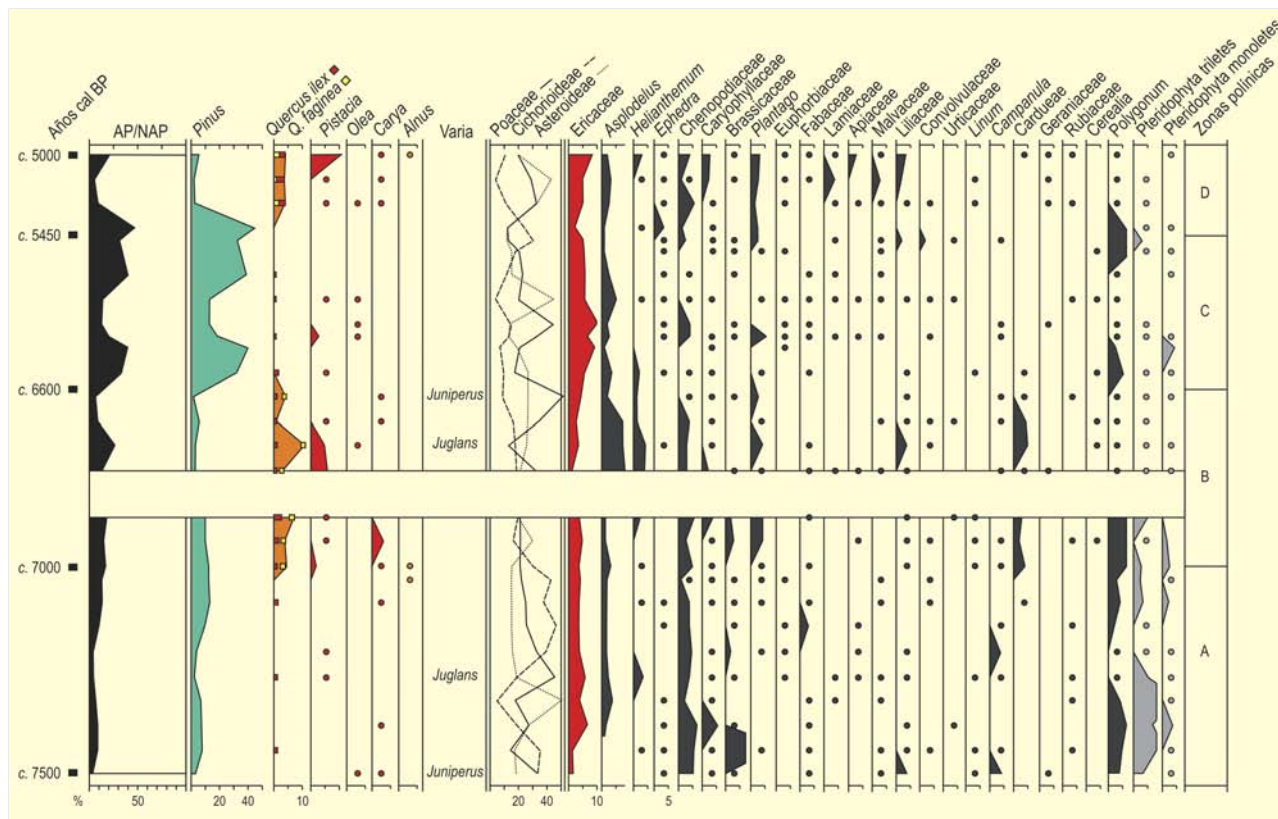 Años cal BP
AP/NAP
Pinus
Quercus ilex
Q. faginea
Pistacia
Olea
Carya
Alnus
Varia
Poaceae
Cichorioideae
Asteroideae
Ericaceae
Asplodelus
Helianthemum
Ephedra
Chenopodiaceae
Caryophyllaceae
Brassicaceae
Plantago
Euphorbiaceae
Fabaceae
Lamiaceae
Apiaceae
Malvaceae
Liliaceae
Convolvulaceae
Urticaceae
Linum
Campanula
Cardueae
Geraniaceae
Rubiaceae
Cerealia
Polygonum
Pteridophyta triletes
Pteridophyta monoletes
Zonas polínicas
c. 5000
D
c. 5450
C
c. 6600
Juniperus
Juglans
B
c. 7000
A
Juglans
c. 7500
Juniperus
% 50 20 40 10 20 40 10 5